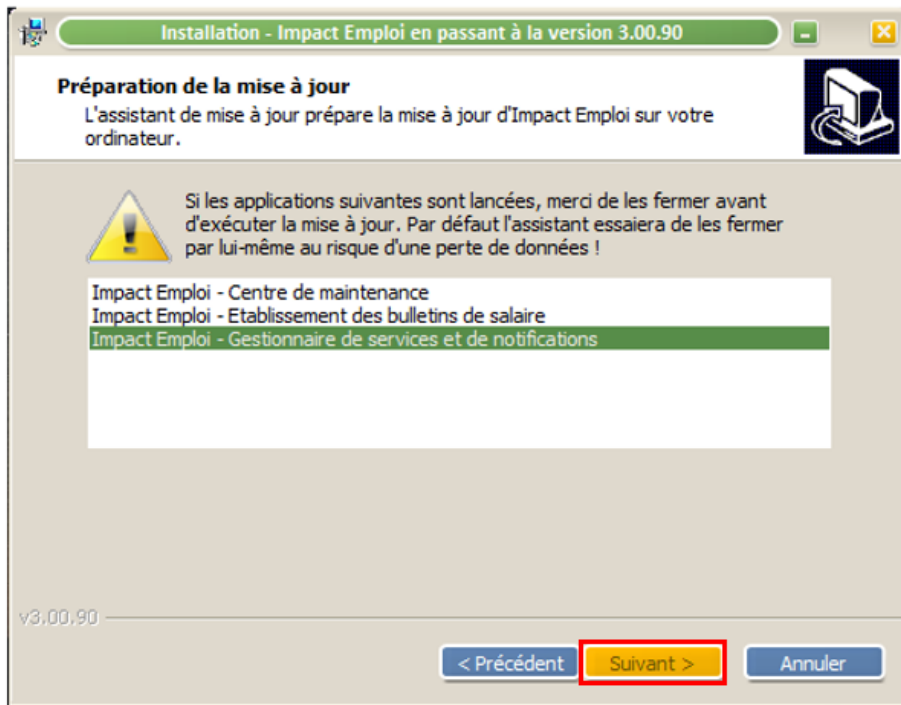 Installation - Impact Emploi en passant à la version 3.00.90
Préparation de la mise à jour
L'assistant de mise à jour prépare la mise à jour d'Impact Emploi sur votre
ordinateur.
Si les applications suivantes sont lancées, merci de les fermer avant
d'exécuter la mise à jour. Par défaut l'assistant essaiera de les fermer
par lui-même au risque d'une perte de données !
Impact Emploi - Centre de maintenance
Impact Emploi - Etablissement des bulletins de salaire
Impact Emploi - Gestionnaire de services et de notifications
v3.00.90
< Précédent
Suivant >
Annuler